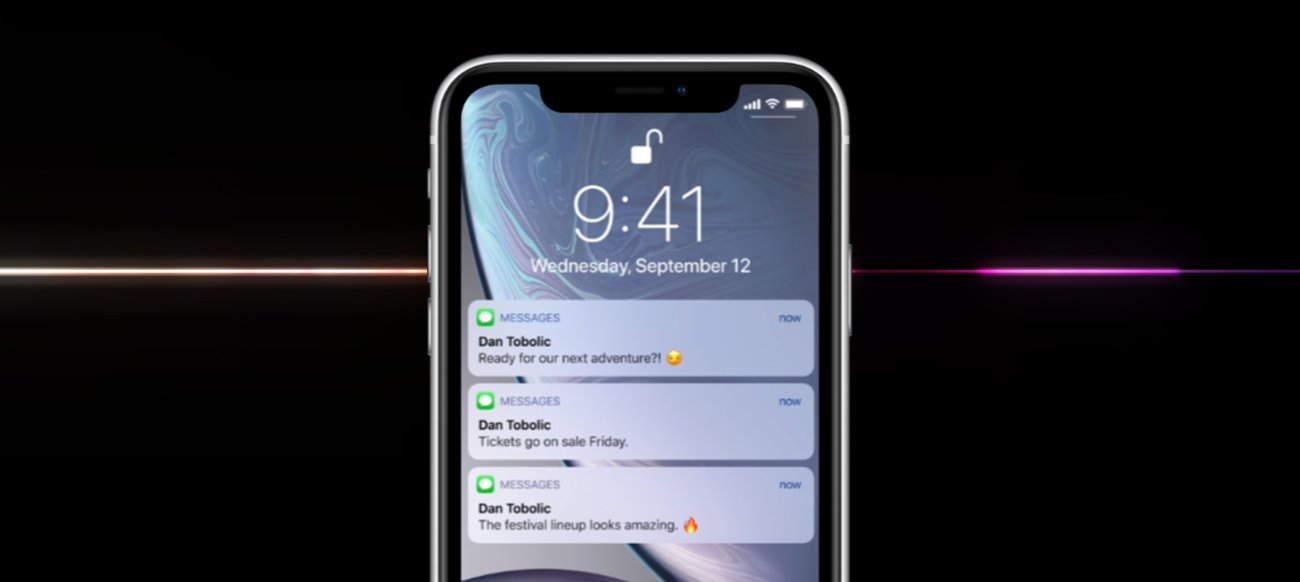 9:41
Wednesday, September 12
MESSAGES now
Dan Tobolic
Ready for our next adventure?! 😏
MESSAGES now
Dan Tobolic
Tickets go on sale Friday.
MESSAGES now
Dan Tobolic
The festival lineup looks amazing. 🔥